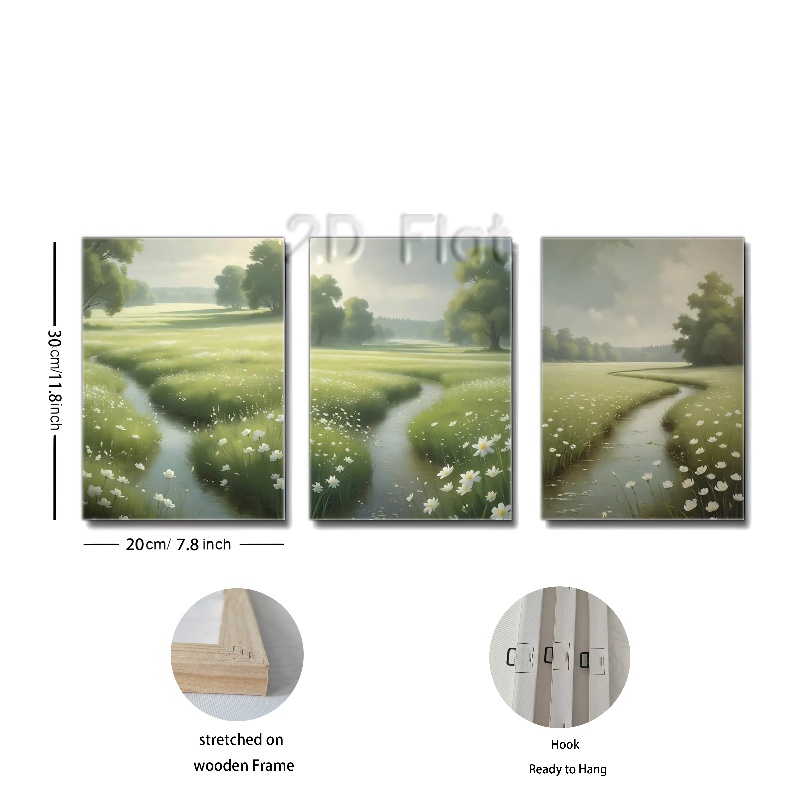 2D Flat
30cm/11.8inch
20cm/ 7.8 inch
stretched on
wooden Frame
Hook
Ready to Hang